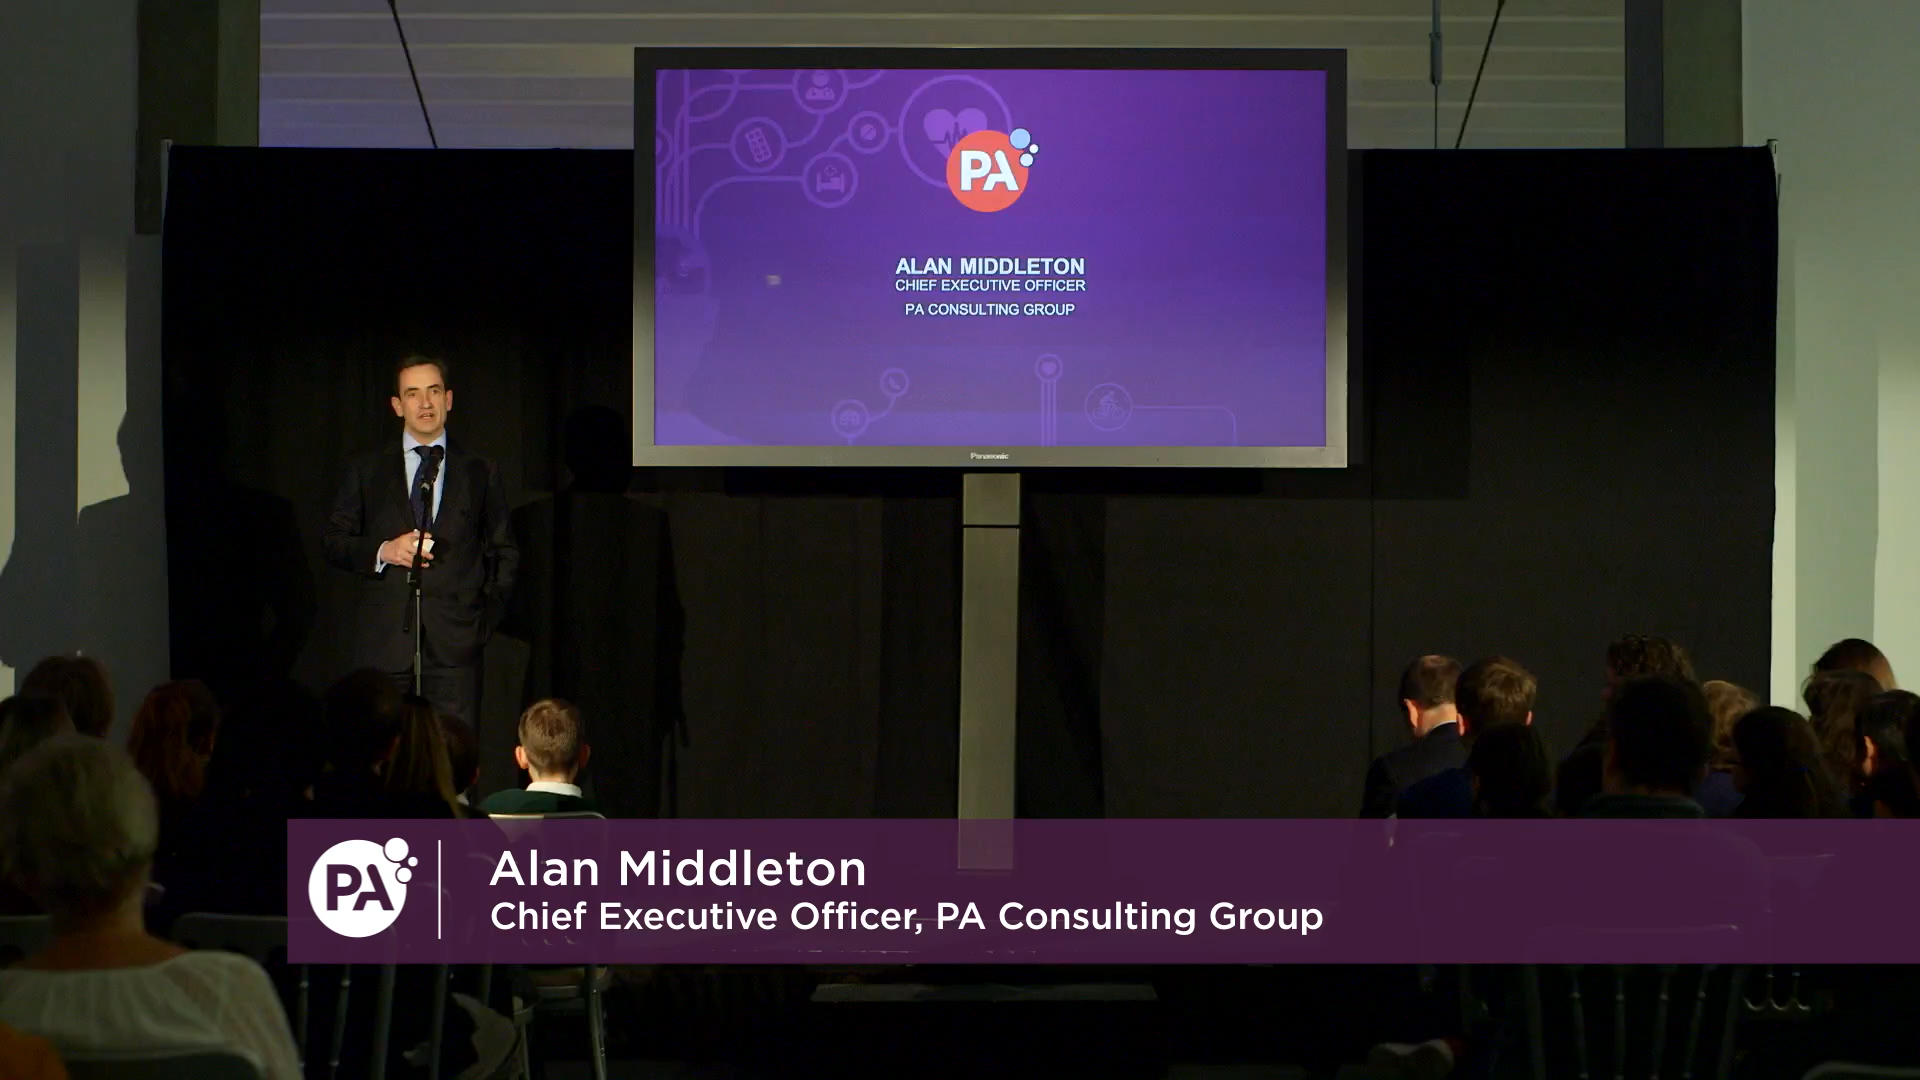 PA
ALAN MIDDLETON
CHIEF EXECUTIVE OFFICER
PA CONSULTING GROUP
Panasonic
PA
Alan Middleton
Chief Executive Officer, PA Consulting Group